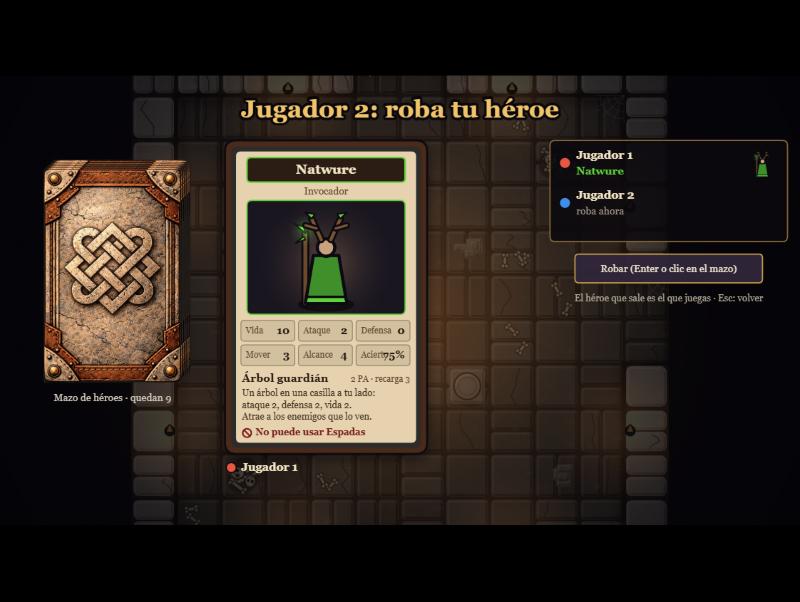 Jugador 2: roba tu héroe
Mazo de héroes · quedan 9
Natwure
Invocador
Vida 10 Ataque 2 Defensa 0
Mover 3 Alcance 4 Acierto 75%
Árbol guardián 2 PA · recarga 3
Un árbol en una casilla a tu lado:
ataque 2, defensa 2, vida 2.
Atrae a los enemigos que lo ven.
No puede usar Espadas
Jugador 1
Jugador 1
Natwure
Jugador 2
roba ahora
Robar (Enter o clic en el mazo)
El héroe que sale es el que juegas · Esc: volver